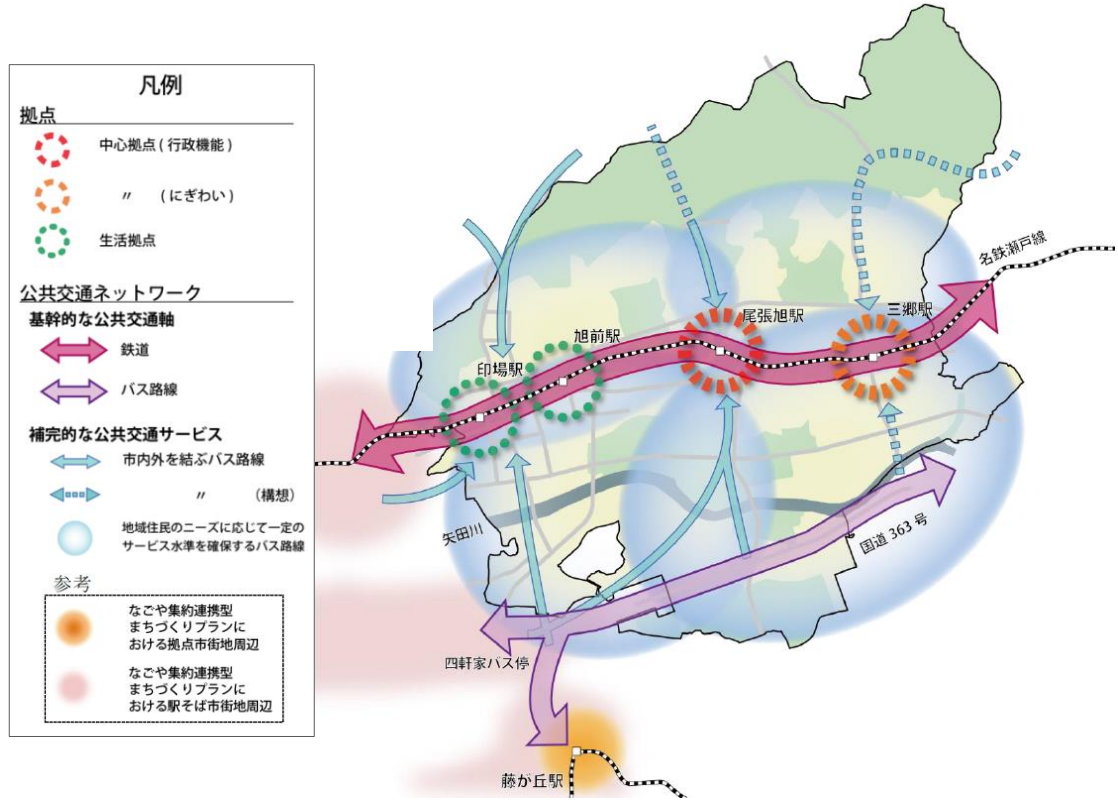 凡例
拠点
中心拠点 ( 行政機能 )
〃 ( にぎわい )
生活拠点
公共交通ネットワーク
基幹的な公共交通軸
鉄道
バス路線
補完的な公共交通サービス
市内外を結ぶバス路線
〃 (構想)
地域住民のニーズに応じて一定の
サービス水準を確保するバス路線
参考
なごや集約連携型
まちづくりプランに
おける拠点市街地周辺
なごや集約連携型
まちづくりプランに
おける駅そば市街地周辺
名鉄瀬戸線
三郷駅
尾張旭駅
旭前駅
印場駅
矢田川
国道 363 号
四軒家バス停
藤が丘駅